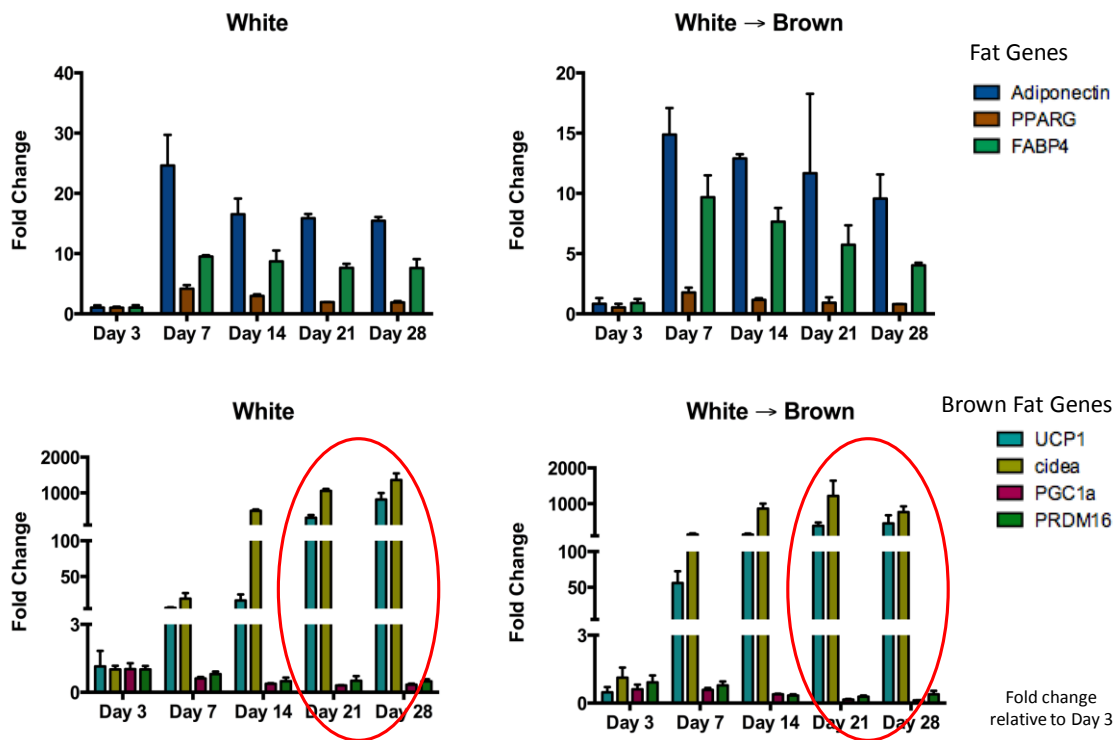 White
Fold Change
40
30
20
10
0
Day 3 Day 7 Day 14 Day 21 Day 28
White → Brown
Fold Change
20
15
10
5
0
Day 3 Day 7 Day 14 Day 21 Day 28
Fat Genes
Adiponectin
PPARG
FABP4
White
Fold Change
2000
1000
100
50
3
0
Day 3 Day 7 Day 14 Day 21 Day 28
White → Brown
Fold Change
2000
1000
100
50
3
0
Day 3 Day 7 Day 14 Day 21 Day 28
Brown Fat Genes
UCP1
cidea
PGC1a
PRDM16
Fold change
relative to Day 3